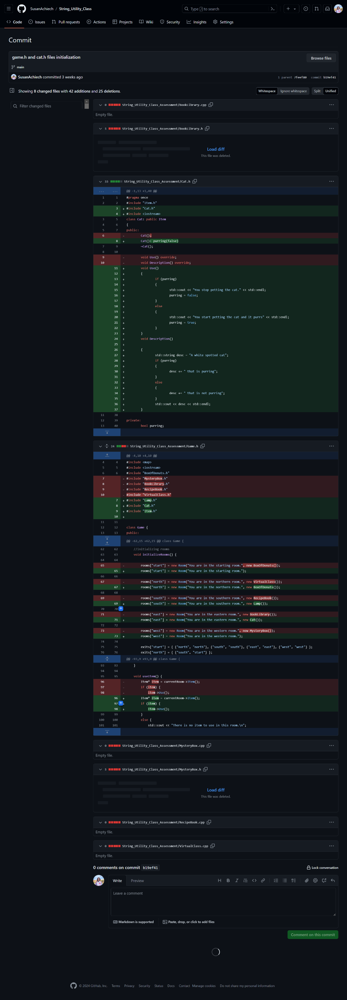 SusanAchiech / String_Utility_Class
Type / to search
Code Issues Pull requests Actions Projects Wiki Security Insights Settings
Commit
game.h and cat.h files initialization
Browse files
main
SusanAchiech committed 3 weeks ago
1 parent 7feef80 commit b19ef41
Showing 8 changed files with 42 additions and 25 deletions.
Whitespace Ignore whitespace Split Unified
Filter changed files
0 String_Utility_Class_Assessment/BookLibrary.cpp
Empty file.
5 String_Utility_Class_Assessment/BookLibrary.h
Load diff
This file was deleted.
33 String_Utility_Class_Assessment/Cat.h
... ... @@ -1,13 +1,40 @@
1 1 #pragma once
2 2 #include "Item.h"
3 + #include "Cat.h"
4 + #include <iostream>
3 5 class Cat: public Item
4 6 {
5 7 public:
6 - Cat();
8 + Cat(): purring(false)
7 9 ~Cat();
8 10
9 - void Use() override;
10 - void Description() override;
11 + void Use()
12 + {
13 + if (purring)
14 + {
15 + std::cout << "You stop petting the cat." << std::endl;
16 + purring = false;
17 + }
18 + else
19 + {
20 + std::cout << "You start petting the cat and it purrs" << std::endl;
21 + purring = true;
22 + }
23 + }
24 + void Description()
25 +
26 + {
27 + std::string desc = "A white spotted cat";
28 + if (purring)
29 + {
30 + desc += " that is purring";
31 + }
32 + else
33 + {
34 + desc += " that is not purring";
35 + }
36 + std::cout << desc << std::endl;
37 + }
11 38
12 39 private:
13 40 bool purring;
24 String_Utility_Class_Assessment/Game.h
@@ -4,10 +4,10 @@
4 4 #include <map>
5 5 #include <iostream>
6 6 #include "BoxOfDonuts.h"
7 - #include "MysteryBox.h"
8 - #include "BookLibrary.h"
9 - #include "RecipeBook.h"
10 - #include "VirtualClass.h"
7 + #include "Lamp.h"
8 + #include "Cat.h"
9 + #include "Item.h"
10 +
11 11
12 12 class Game {
13 13 public:
@@ -62,15 +62,15 @@ class Game {
62 62 //initializing rooms
63 63 void initializeRooms() {
64 64
65 - rooms["start"] = new Room("You are in the starting room.", new BoxOfDonuts());
65 + rooms["start"] = new Room("You are in the starting room.");
66 66
67 - rooms["north"] = new Room("You are in the northern room.", new VirtualClass());
67 + rooms["north"] = new Room("You are in the northern room.", new BoxOfDonuts());
68 68
69 - rooms["south"] = new Room("You are in the southern room.", new RecipeBook());
69 + rooms["south"] = new Room("You are in the southern room.", new Lamp());
70 70 +
71 - rooms["east"] = new Room("You are in the eastern room.", new BookLibrary());
71 + rooms["east"] = new Room("You are in the eastern room.", new Cat());
72 72
73 - rooms["west"] = new Room("You are in the western room.", new MysteryBox());
73 + rooms["west"] = new Room("You are in the western room.");
74 74
75 75 exits["start"] = { {"north", "north"}, {"south", "south"}, {"east", "east"}, {"west", "west"} };
76 76 exits["north"] = { {"south", "start"} };
@@ -93,9 +93,9 @@ class Game {
93 93 }
94 94
95 95 void useItem() {
96 - Item* item = currentRoom->Item();
97 - if (item) {
98 - item->Use();
96 + Item* Item = currentRoom->Item();
97 + if (Item) {
98 + Item->Use();
99 99 }
100 100 else {
101 101 std::cout << "There is no item to use in this room.\n";
0 String_Utility_Class_Assessment/MysteryBox.cpp
Empty file.
5 String_Utility_Class_Assessment/MysteryBox.h
Load diff
This file was deleted.
0 String_Utility_Class_Assessment/RecipeBook.cpp
Empty file.
0 String_Utility_Class_Assessment/VirtualClass.cpp
Empty file.
0 comments on commit b19ef41
Lock conversation
Write Preview
Leave a comment
Markdown is supported
Paste, drop, or click to add files
Comment on this commit
© 2024 GitHub, Inc. Terms Privacy Security Status Docs Contact Manage cookies Do not share my personal information